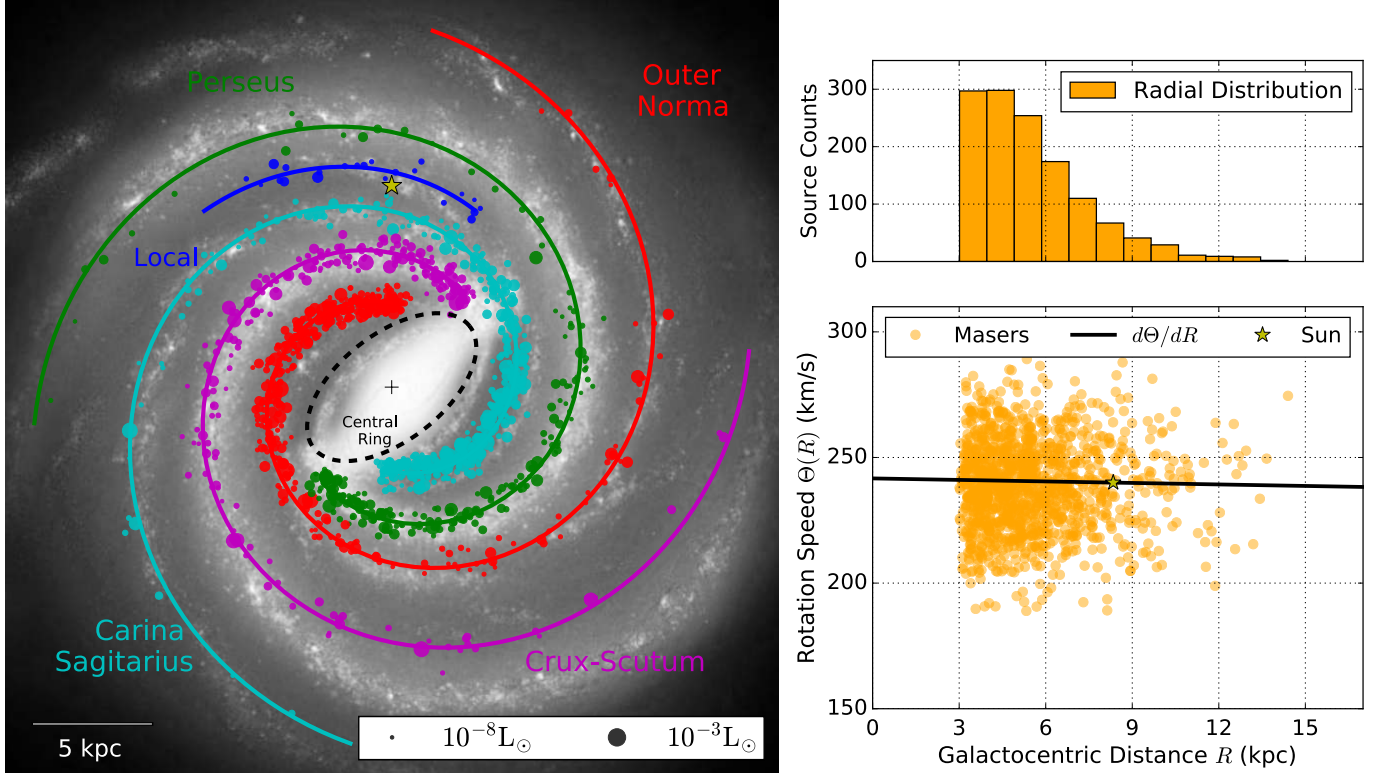 Perseus
Outer
Norma
Local
Central
Ring
Carina
Sagitarius
Crux-Scutum
5 kpc
10⁻⁸L☉
10⁻³L☉
Source Counts
300
200
100
0
Radial Distribution
Rotation Speed Θ(R) (km/s)
300
250
200
150
Masers
dΘ/dR
Sun
0
3
6
9
12
15
Galactocentric Distance R (kpc)